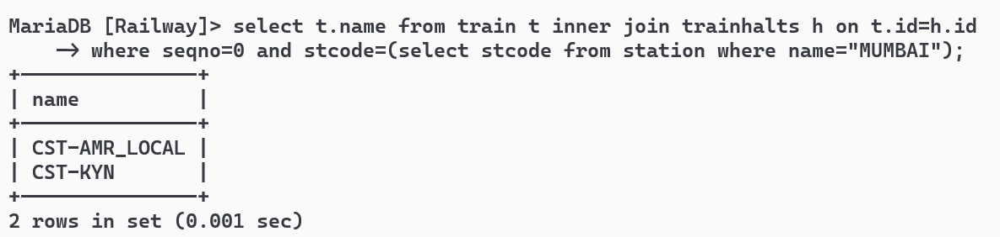 MariaDB [Railway]> select t.name from train t inner join trainhalts h on t.id=h.id
    -> where seqno=0 and stcode=(select stcode from station where name="MUMBAI");
+---------------+
| name          |
+---------------+
| CST-AMR_LOCAL |
| CST-KYN       |
+---------------+
2 rows in set (0.001 sec)